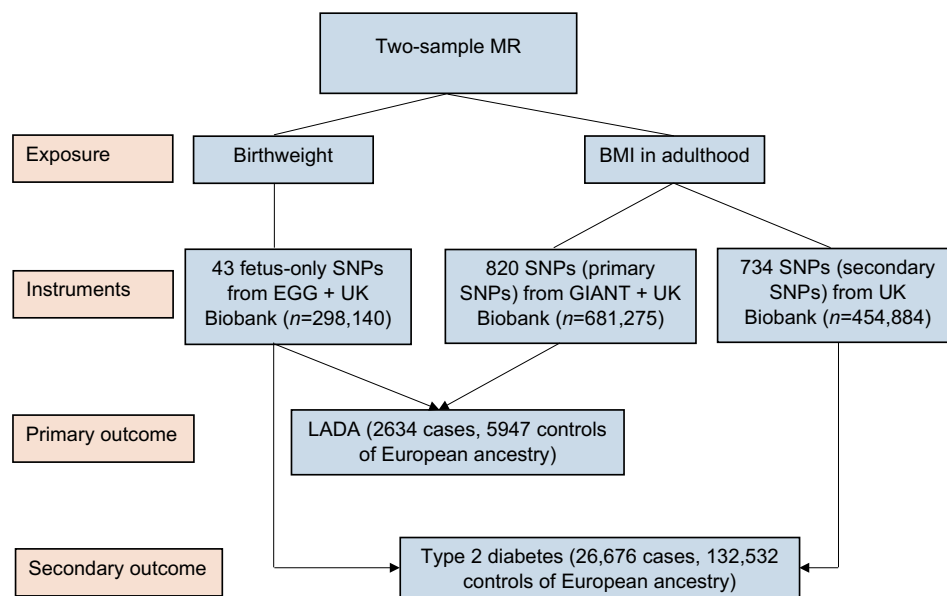 Two-sample MR
Exposure
Birthweight
BMI in adulthood
Instruments
43 fetus-only SNPs
from EGG + UK
Biobank (n=298,140)
820 SNPs (primary
SNPs) from GIANT + UK
Biobank (n=681,275)
734 SNPs (secondary
SNPs) from UK
Biobank (n=454,884)
Primary outcome
LADA (2634 cases, 5947 controls
of European ancestry)
Secondary outcome
Type 2 diabetes (26,676 cases, 132,532
controls of European ancestry)